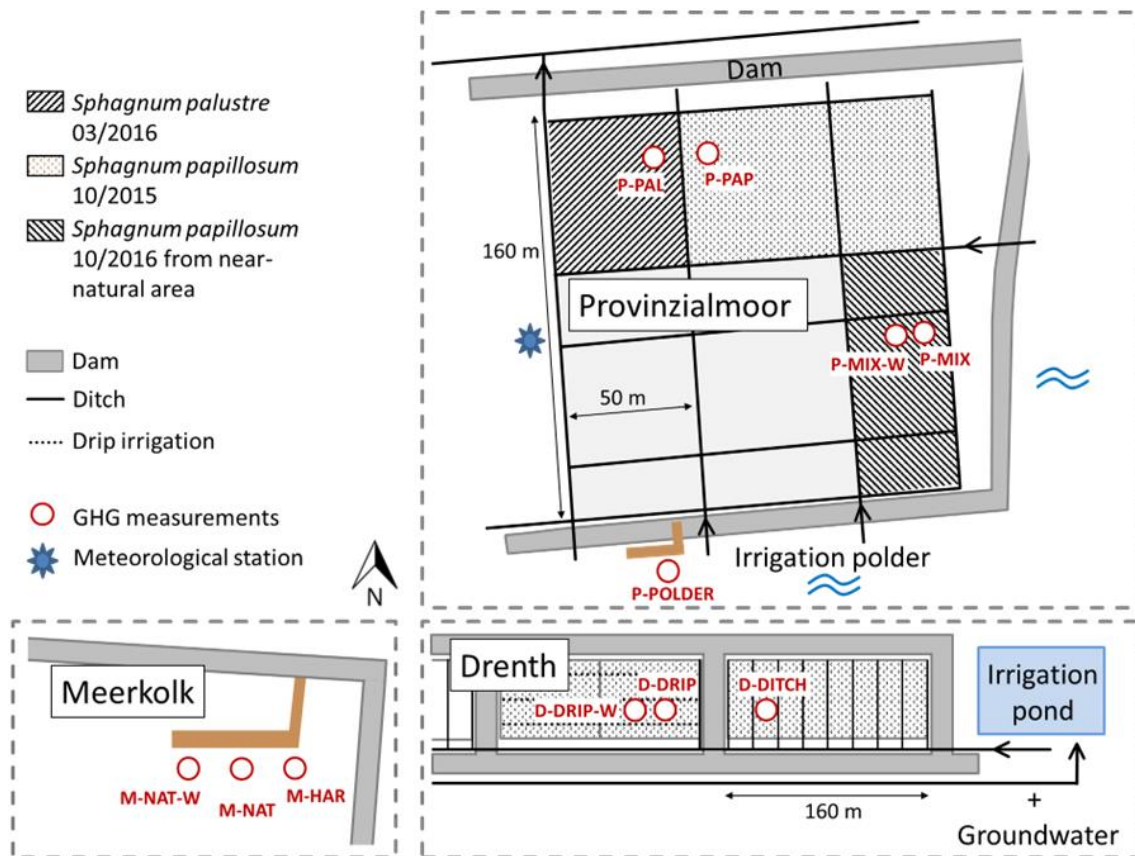 Sphagnum palustre
03/2016
Sphagnum papillosum
10/2015
Sphagnum papillosum
10/2016 from near-
natural area
Dam
Ditch
Drip irrigation
GHG measurements
Meteorological station
N
Dam
P-PAL
P-PAP
160 m
Provinzialmoor
P-MIX-W
P-MIX
50 m
Irrigation polder
P-POLDER
Meerkolk
M-NAT-W
M-NAT
M-HAR
Drenth
D-DRIP
D-DITCH
D-DRIP-W
Irrigation
pond
160 m
+
Groundwater